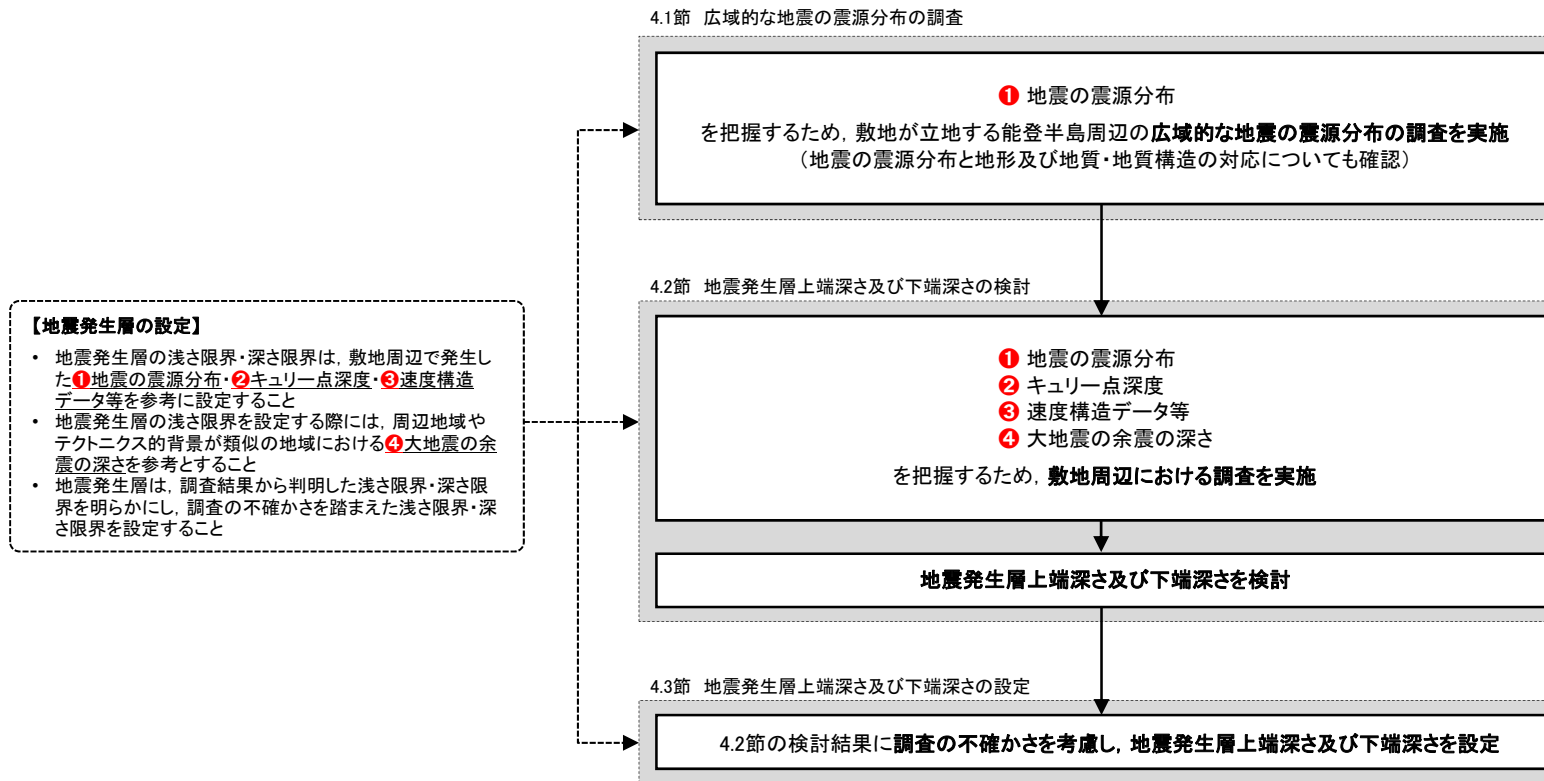 4.1節 広域的な地震の震源分布の調査
❶ 地震の震源分布
を把握するため，敷地が立地する能登半島周辺の広域的な地震の震源分布の調査を実施
（地震の震源分布と地形及び地質・地質構造の対応についても確認）
4.2節 地震発生層上端深さ及び下端深さの検討
【地震発生層の設定】
• 地震発生層の浅さ限界・深さ限界は，敷地周辺で発生し
た❶地震の震源分布・❷キュリー点深度・❸速度構造
データ等を参考に設定すること
• 地震発生層の浅さ限界を設定する際には，周辺地域や
テクトニクス的背景が類似の地域における❹大地震の余
震の深さを参考とすること
• 地震発生層は，調査結果から判明した浅さ限界・深さ限
界を明らかにし，調査の不確かさを踏まえた浅さ限界・深
さ限界を設定すること
❶ 地震の震源分布
❷ キュリー点深度
❸ 速度構造データ等
❹ 大地震の余震の深さ
を把握するため，敷地周辺における調査を実施
地震発生層上端深さ及び下端深さを検討
4.3節 地震発生層上端深さ及び下端深さの設定
4.2節の検討結果に調査の不確かさを考慮し，地震発生層上端深さ及び下端深さを設定